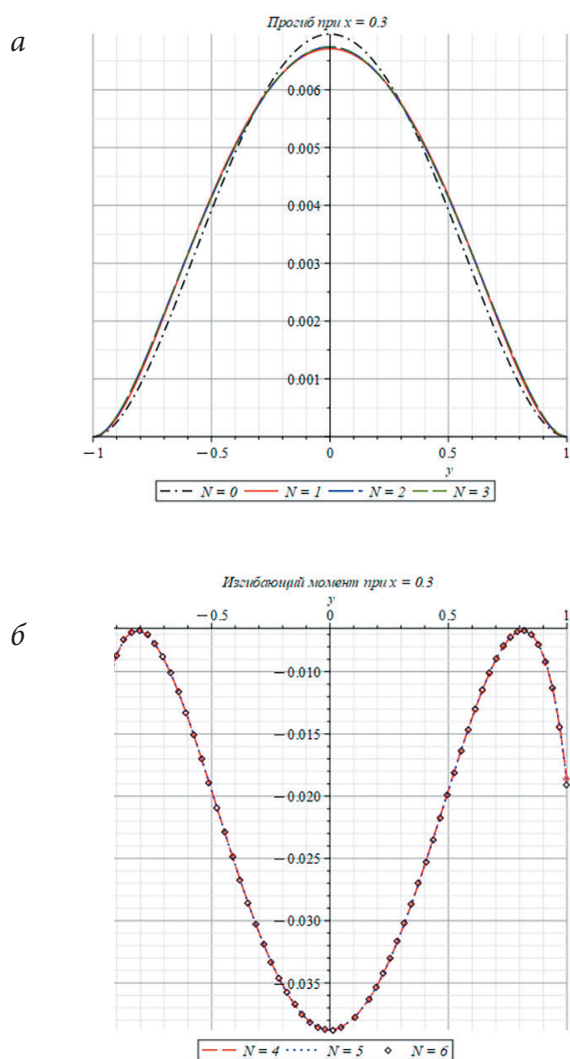 а
Прогиб при x = 0.3
0.006
0.005
0.004
0.003
0.002
0.001
−1 −0.5 0 0.5 1
y
N = 0 N = 1 N = 2 N = 3
б
Изгибающий момент при x = 0.3
y
−0.5 0 0.5 1
−0.010
−0.015
−0.020
−0.025
−0.030
−0.035
N = 4 N = 5 N = 6